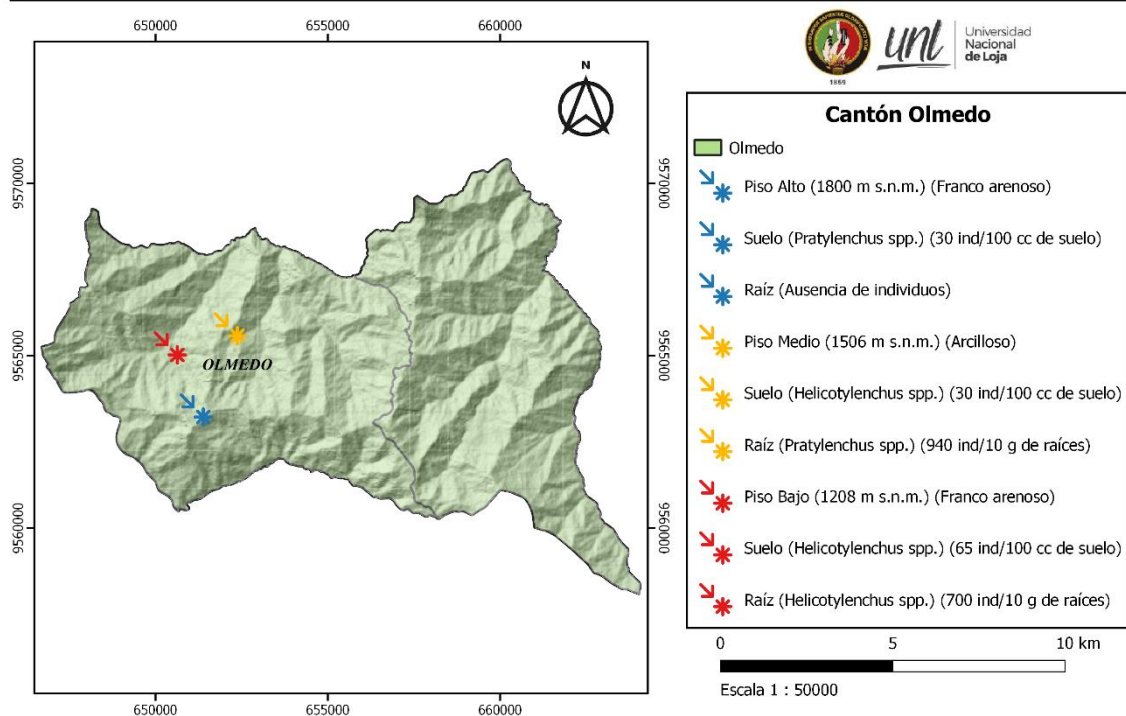 650000
655000
660000
9570000
9565000
9560000
N
OLMEDO
9570000
9565000
9560000
650000
655000
660000
1859
unl
Universidad
Nacional
de Loja
Cantón Olmedo
Olmedo
Piso Alto (1800 m s.n.m.) (Franco arenoso)
Suelo (Pratylenchus spp.) (30 ind/100 cc de suelo)
Raíz (Ausencia de individuos)
Piso Medio (1506 m s.n.m.) (Arcilloso)
Suelo (Helicotylenchus spp.) (30 ind/100 cc de suelo)
Raíz (Pratylenchus spp.) (940 ind/10 g de raíces)
Piso Bajo (1208 m s.n.m.) (Franco arenoso)
Suelo (Helicotylenchus spp.) (65 ind/100 cc de suelo)
Raíz (Helicotylenchus spp.) (700 ind/10 g de raíces)
0 5 10 km
Escala 1 : 50000